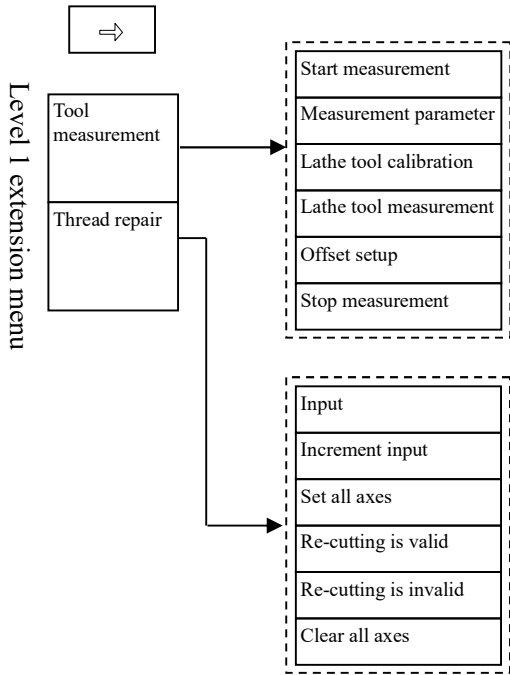 ⇨
Level 1 extension menu
Tool
measurement
Thread repair
Start measurement
Measurement parameter
Lathe tool calibration
Lathe tool measurement
Offset setup
Stop measurement
Input
Increment input
Set all axes
Re-cutting is valid
Re-cutting is invalid
Clear all axes